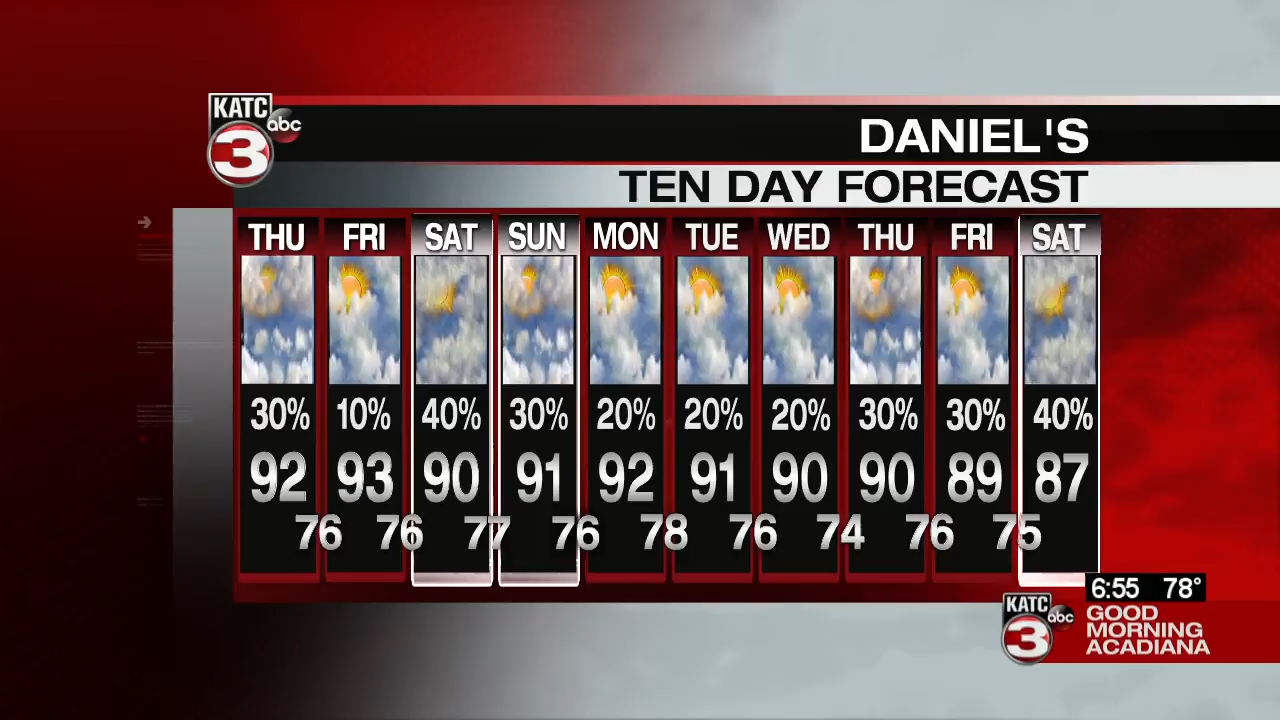 KATC
abc
3
DANIEL'S
TEN DAY FORECAST
THU FRI SAT SUN MON TUE WED THU FRI SAT
30% 10% 40% 30% 20% 20% 20% 30% 30% 40%
92 93 90 91 92 91 90 90 89 87
76 76 77 76 78 76 74 76 75
6:55 78°
KATC
abc
3
GOOD
MORNING
ACADIANA